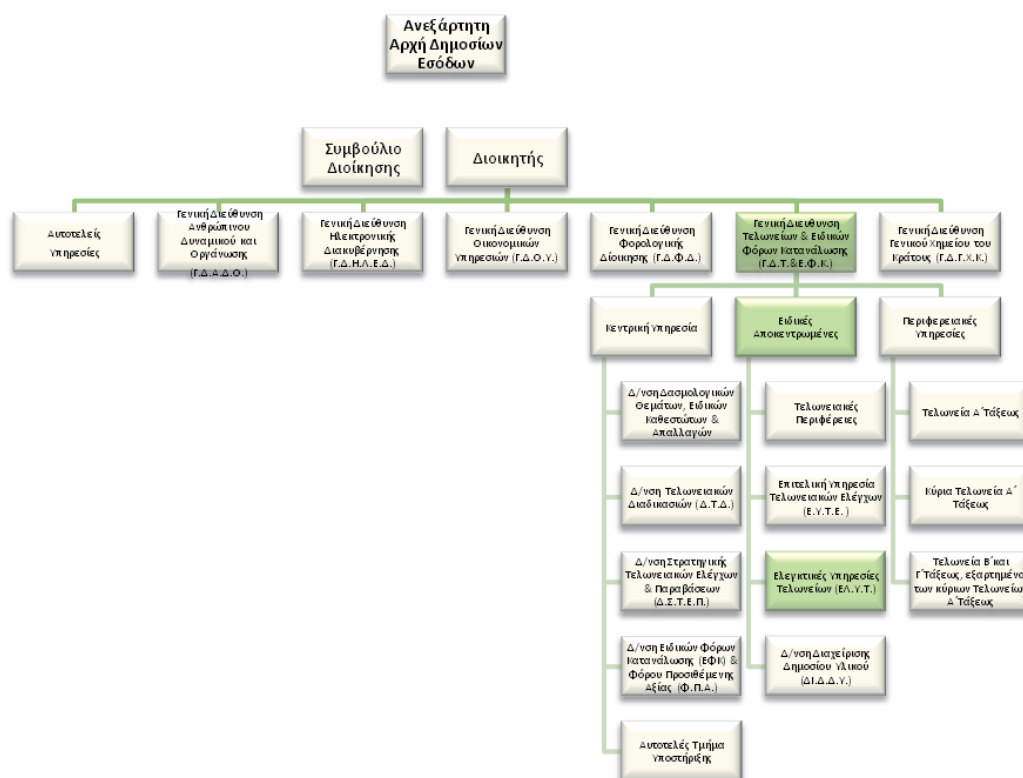 Ανεξάρτητη
Αρχή Δημοσίων
Εσόδων
Συμβούλιο
Διοίκησης
Διοικητής
Αυτοτελείς
Υπηρεσίες
Γενική Διεύθυνση
Ανθρώπινου
Δυναμικού και
Οργάνωσης
(Γ.Δ.Α.Δ.Ο.)
Γενική Διεύθυνση
Ηλεκτρονικής
Διακυβέρνησης
(Γ.Δ.Η.Λ.Ε.Δ.)
Γενική Διεύθυνση
Οικονομικών
Υπηρεσιών (Γ.Δ.Ο.Υ.)
Γενική Διεύθυνση
Φορολογικής
Δίοικησης (Γ.Δ.Φ.Δ.)
Γενική Διευθυνση
Τελωνείων & Ειδικών
Φόρων Κατανάλωσης
(Γ.Δ.Τ.&Ε.Φ.Κ.)
Γενική Διεύθυνση
Γενικού Χημείου του
Κράτους (Γ.Δ.Γ.Χ.Κ.)
Κεντρική Υπηρεσία
Ειδικές
Αποκεντρωμένες
Περιφερειακές
Υπηρεσίες
Δ/νση Δασμολογικών
Θεμάτων, Ειδικών
Καθεστώτων &
Απαλλαγών
Δ/νση Τελωνειακών
Διαδικασιών (Δ.Τ.Δ.)
Δ/νση Στρατηγικής
Τελωνειακών Ελέγχων
& Παραβάσεων
(Δ.Σ.Τ.Ε.Π.)
Δ/νση Ειδικών Φόρων
Κατανάλωσης (ΕΦΚ) &
Φόρου Προστιθέμενης
Αξίας (Φ.Π.Α.)
Αυτοτελές Τμήμα
Υποστήριξης
Τελωνειακές
Περιφέρειες
Επιτελική Υπηρεσία
Τελωνειακών Ελέγχων
(Ε.Υ.Τ.Ε.)
Ελεγκτικές Υπηρεσίες
Τελωνείων (ΕΛ.Υ.Τ.)
Δ/νση Διαχείρισης
Δημοσίου Υλικού
(ΔΙ.Δ.Δ.Υ.)
Τελωνεία Α΄Τάξεως
Κύρια Τελωνεία Α΄
Τάξεως
Τελωνεία Β΄και
Γ΄Τάξεως, εξαρτημένα
των κύριων Τελωνείων
Α΄Τάξεως